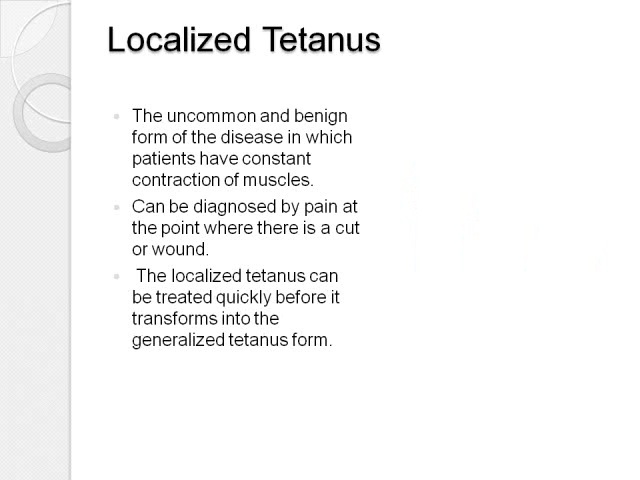 Localized Tetanus
The uncommon and benign
form of the disease in which
patients have constant
contraction of muscles.
Can be diagnosed by pain at
the point where there is a cut
or wound.
The localized tetanus can
be treated quickly before it
transforms into the
generalized tetanus form.